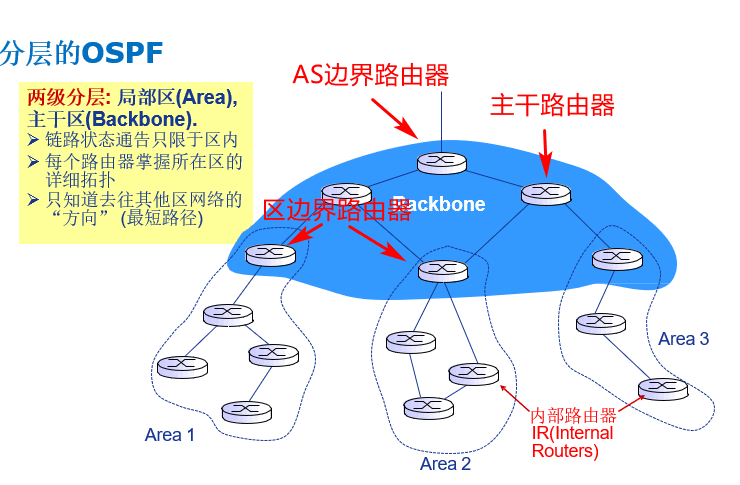 分层的OSPF
两级分层: 局部区(Area),
主干区(Backbone).
链路状态通告只限于区内
每个路由器掌握所在区的
详细拓扑
只知道去往其他区网络的
“方向” (最短路径)
AS边界路由器
主干路由器
Backbone
区边界路由器
Area 3
内部路由器
IR(Internal
Routers)
Area 1
Area 2